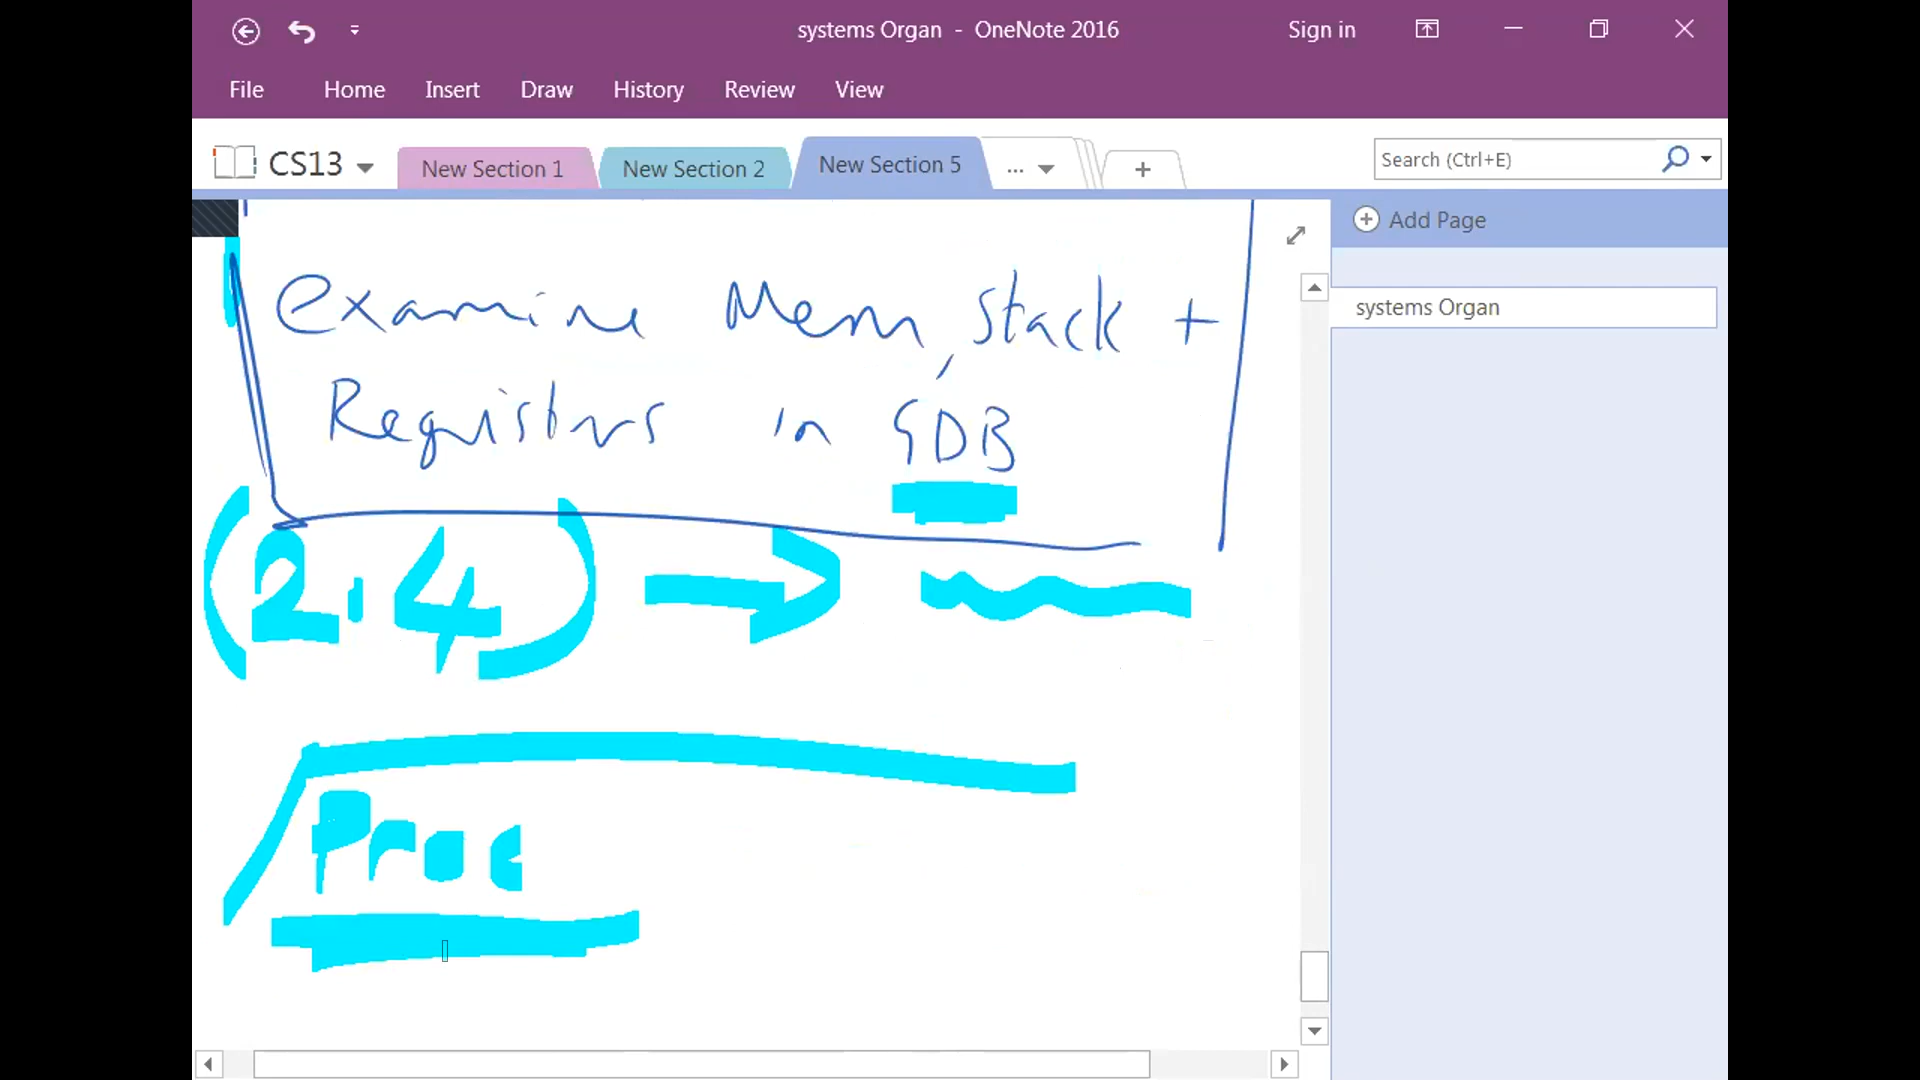 systems Organ - OneNote 2016
Sign in
File Home Insert Draw History Review View
CS13
New Section 1
New Section 2
New Section 5
...
+
Search (Ctrl+E)
Add Page
systems Organ
examine Mem, Stack +
Registers in GDB
(2.4) →
Proc